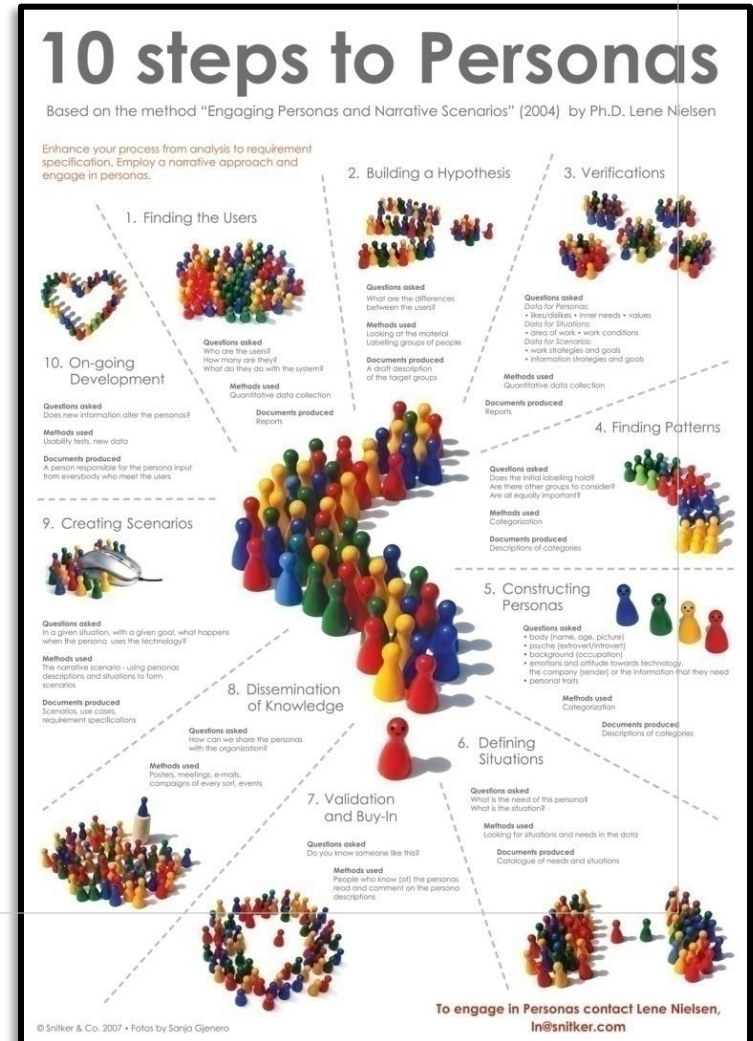 10 steps to Personas
Based on the method “Engaging Personas and Narrative Scenarios” (2004) by Ph.D. Lene Nielsen
Enhance your process from analysis to requirement
specification. Employ a narrative approach and
engage in personas.
1. Finding the Users
Questions asked
Who are the users?
How many are they?
What do they do with the system?
Methods used
Quantitative data collection
Documents produced
Reports
2. Building a Hypothesis
Questions asked
What are the differences
between the users?
Methods used
Looking at the material
Labelling groups of people
Documents produced
A draft description
of the target groups
3. Verifications
Questions asked
Data for Personas:
• likes/dislikes • inner needs • values
Data for Situations:
• area of work • work conditions
Data for Scenarios:
• work strategies and goals
• information strategies and goals
Methods used
Quantitative data collection
Documents produced
Reports
4. Finding Patterns
Questions asked
Does the initial labelling hold?
Are there other groups to consider?
Are all equally important?
Methods used
Categorization
Documents produced
Descriptions of categories
5. Constructing
Personas
Questions asked
• body (name, age, picture)
• psyche (extrovert/introvert)
• background (occupation)
• emotions and attitude towards technology,
the company (sender) or the information that they need
• personal traits
Methods used
Categorization
Documents produced
Descriptions of categories
6. Defining
Situations
Questions asked
What is the need of this persona?
What is the situation?
Methods used
Looking for situations and needs in the data
Documents produced
Catalogue of needs and situations
7. Validation
and Buy-In
Questions asked
Do you know someone like this?
Methods used
People who know (of) the personas
read and comment on the persona
descriptions
8. Dissemination
of Knowledge
Questions asked
How can we share the personas
with the organization?
Methods used
Posters, meetings, e-mails,
campaigns of every sort, events
9. Creating Scenarios
Questions asked
In a given situation, with a given goal, what happens
when the persona uses the technology?
Methods used
The narrative scenario - using personas
descriptions and situations to form
scenarios
Documents produced
Scenarios, use cases,
requirement specifications
10. On-going
Development
Questions asked
Does new information alter the personas?
Methods used
Usability tests, new data
Documents produced
A person responsible for the persona input
from everybody who meet the users
To engage in Personas contact Lene Nielsen,
ln@snitker.com
© Snitker & Co. 2007 • Fotos by Sanja Gjenero